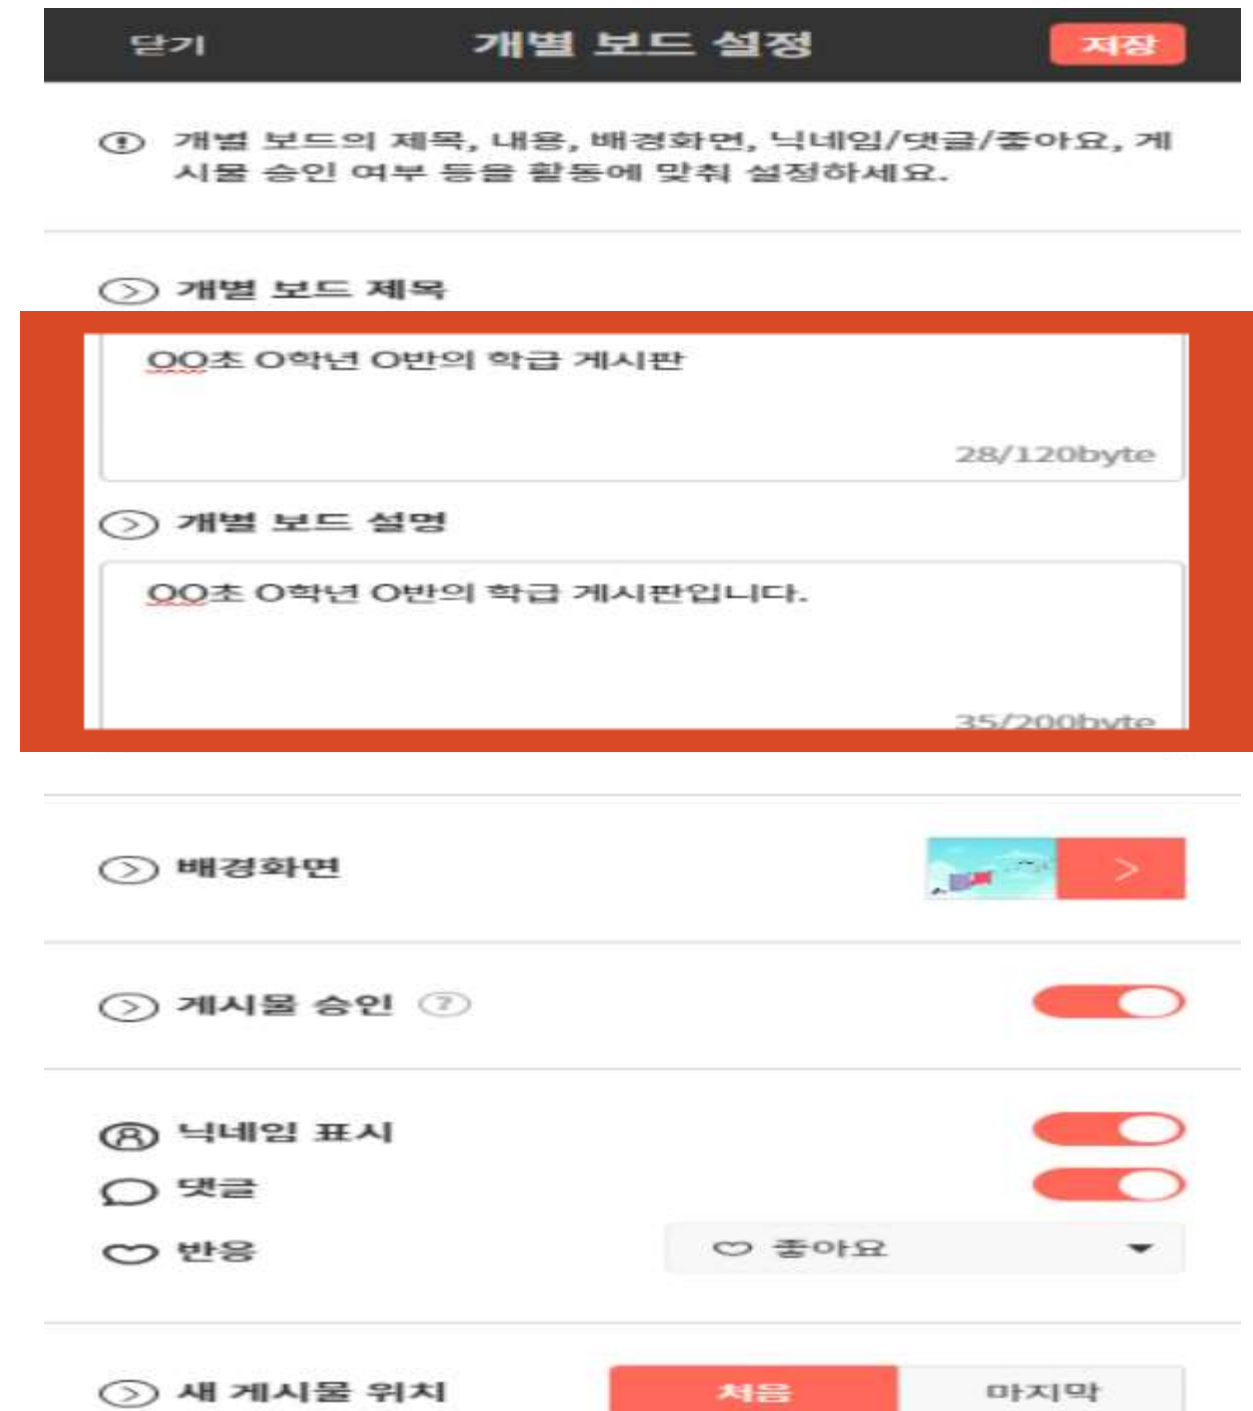 닫기 개별 보드 설정 저장
개별 보드의 제목, 내용, 배경화면, 닉네임/댓글/좋아요, 게
시물 승인 여부 등을 활동에 맞춰 설정하세요.
개별 보드 제목
OO초 O학년 O반의 학급 게시판
28/120byte
개별 보드 설명
OO초 O학년 O반의 학급 게시판입니다.
35/200byte
배경화면
게시물 승인 ?
닉네임 표시
댓글
반응 좋아요
새 게시물 위치 처음 마지막